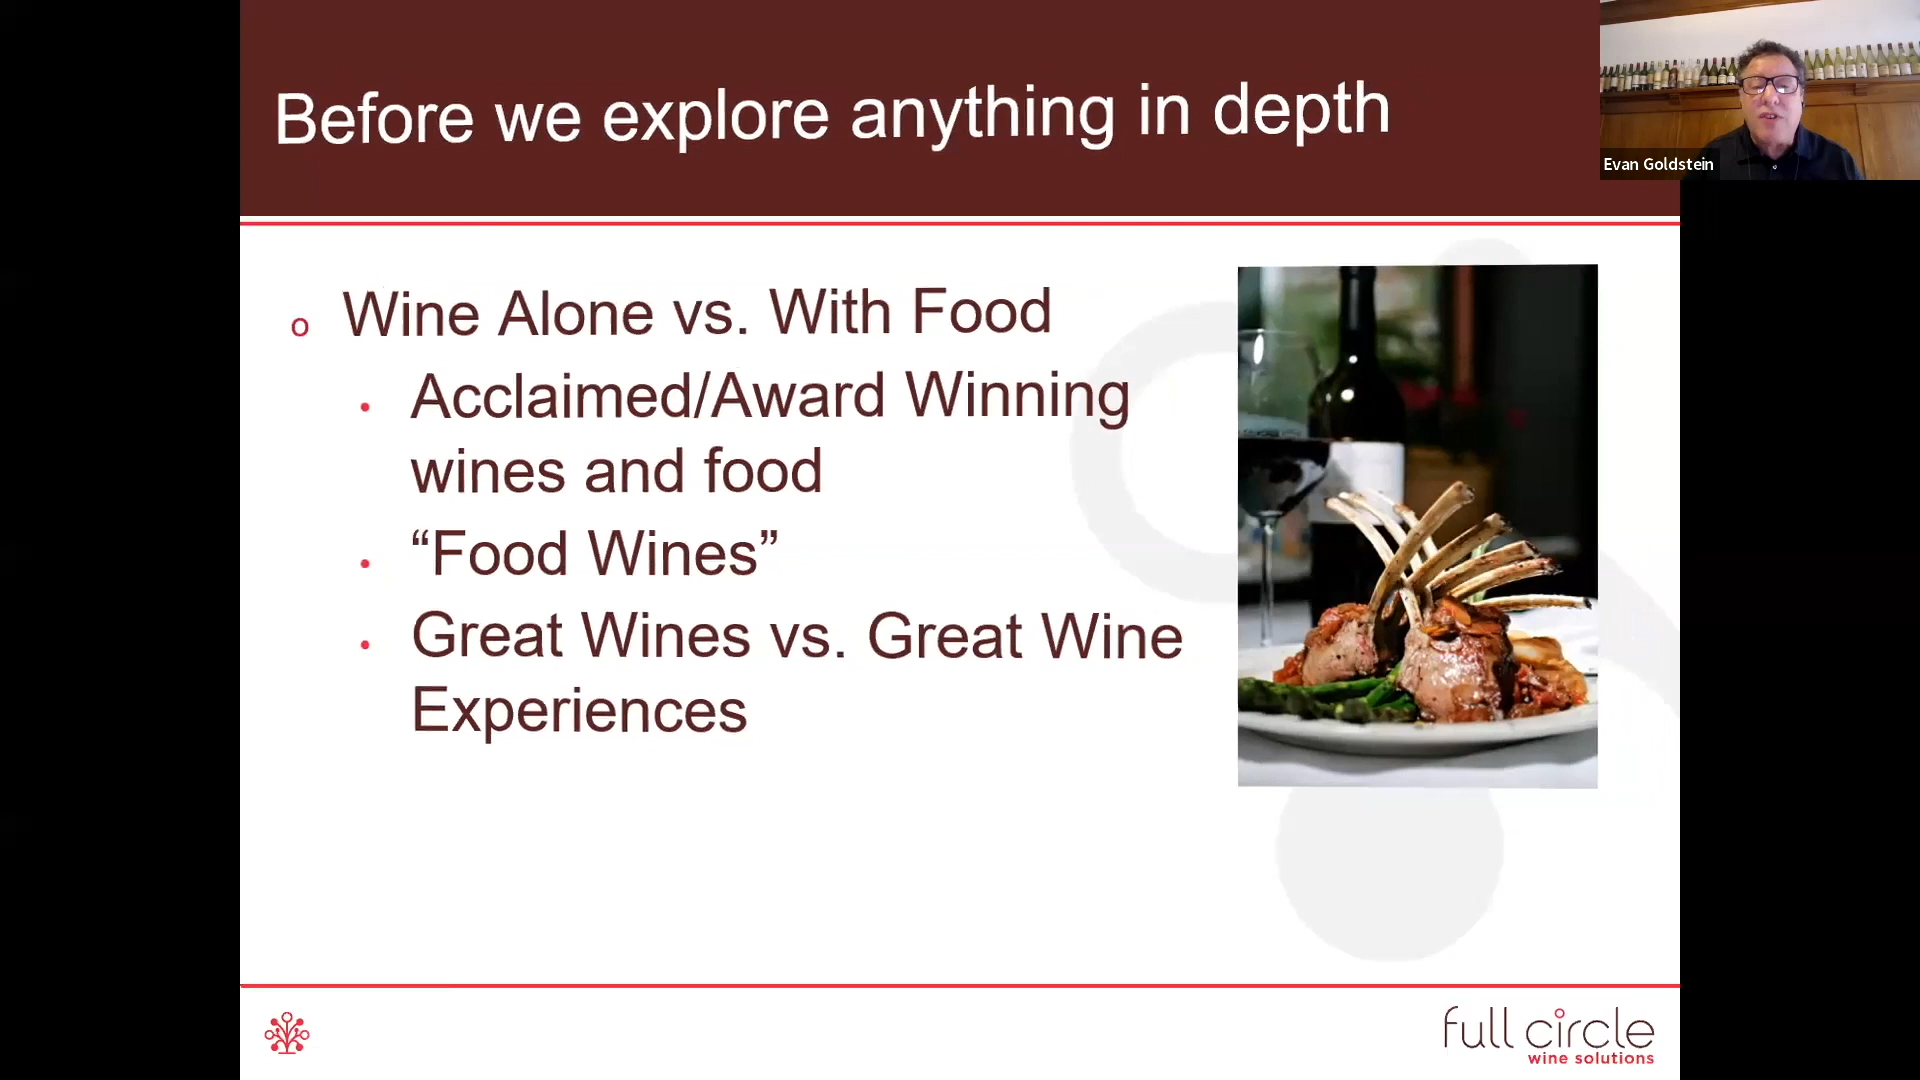 Before we explore anything in depth
Evan Goldstein
o Wine Alone vs. With Food
• Acclaimed/Award Winning
wines and food
• “Food Wines”
• Great Wines vs. Great Wine
Experiences
full circle
wine solutions